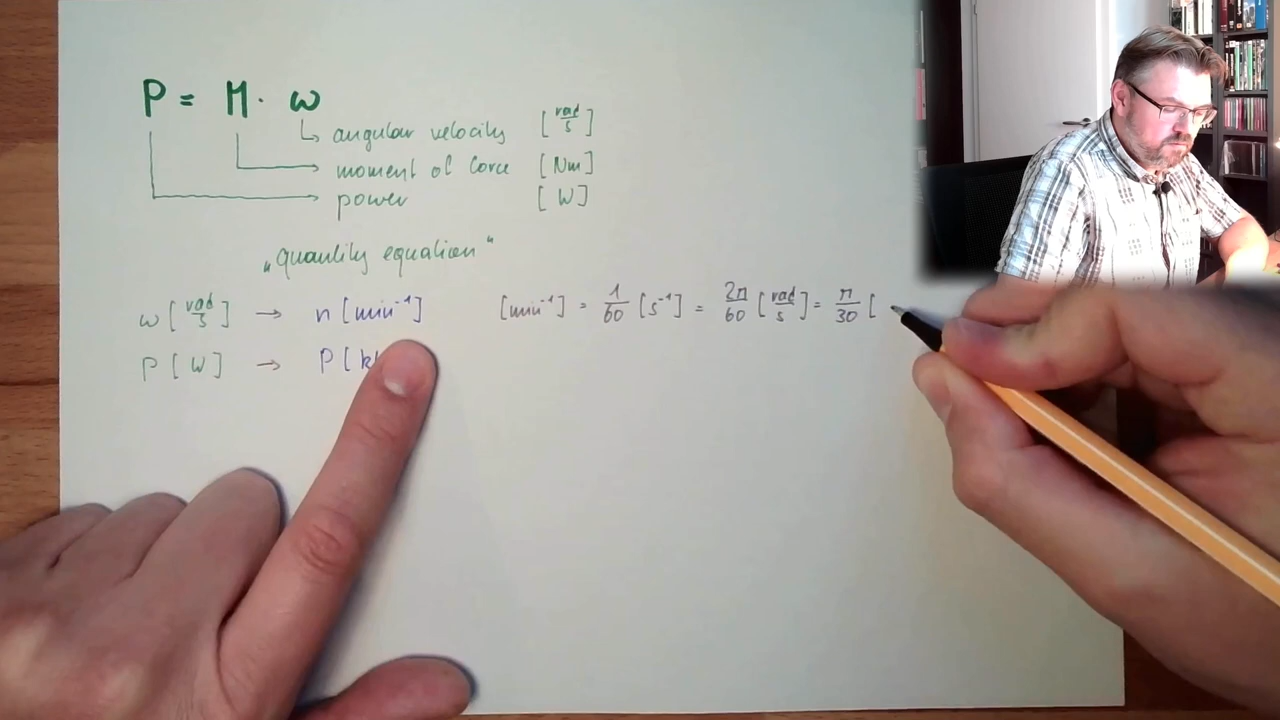 P = M · ω
angular velocity [rad/s]
moment of force [Nm]
power [W]
„quantity equation“
ω [rad/s] → n [min⁻¹] [min⁻¹] = 1/60 [s⁻¹] = 2π/60 [rad/s] = π/30 [
P [W] → P [k